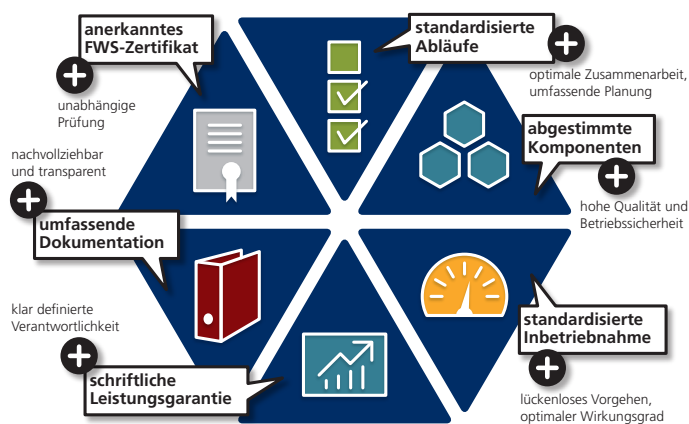 anerkanntes
FWS-Zertifikat
unabhängige
Prüfung
standardisierte
Abläufe
optimale Zusammenarbeit,
umfassende Planung
abgestimmte
Komponenten
hohe Qualität und
Betriebssicherheit
standardisierte
Inbetriebnahme
lückenloses Vorgehen,
optimaler Wirkungsgrad
schriftliche
Leistungsgarantie
klar definierte
Verantwortlichkeit
umfassende
Dokumentation
nachvollziehbar
und transparent